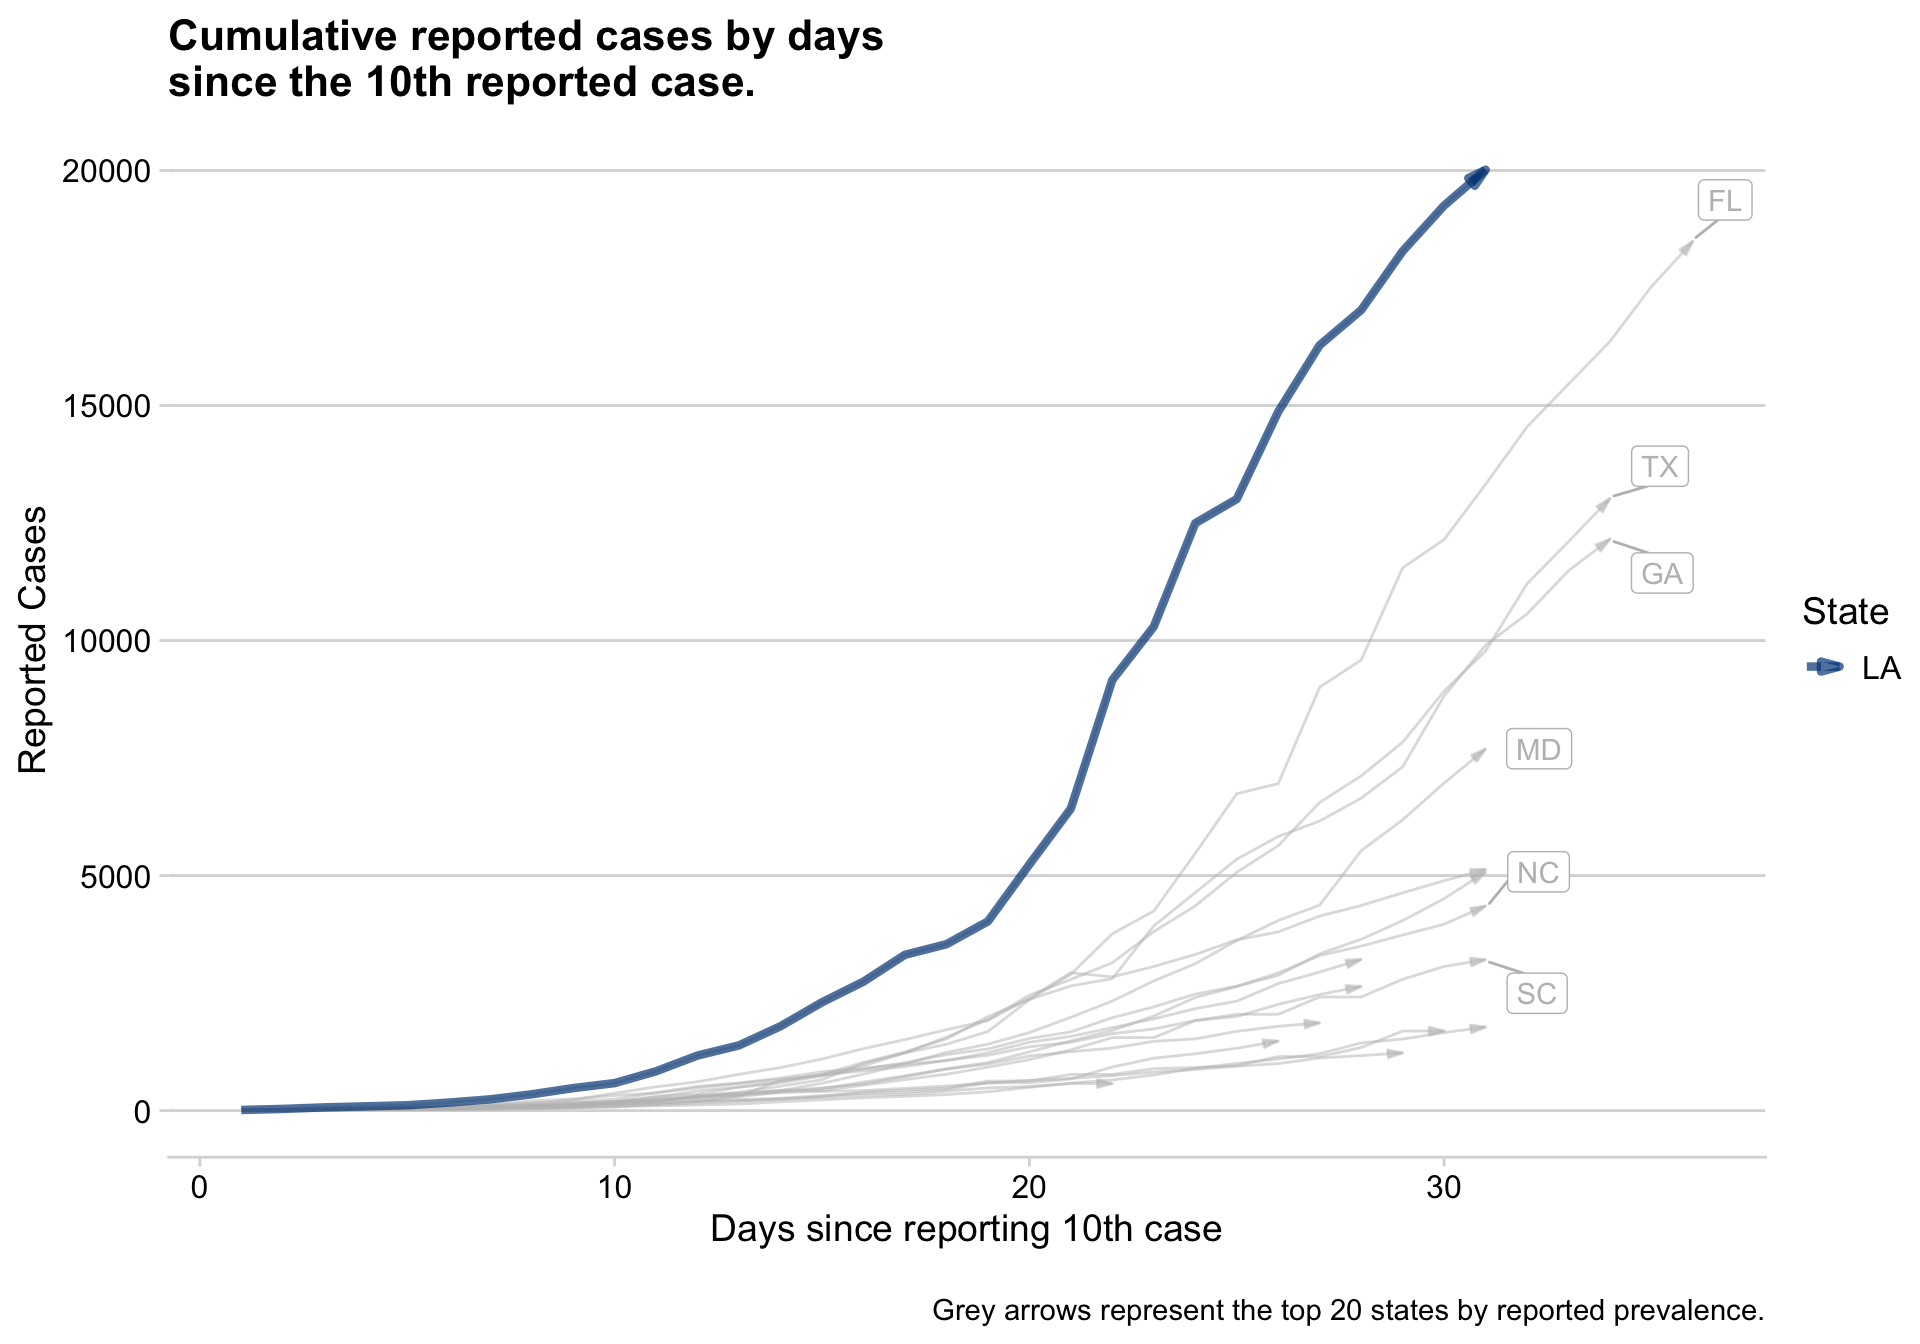 Cumulative reported cases by days
since the 10th reported case.
20000
15000
10000
5000
0
Reported Cases
FL
TX
GA
MD
NC
SC
State
LA
0 10 20 30
Days since reporting 10th case
Grey arrows represent the top 20 states by reported prevalence.